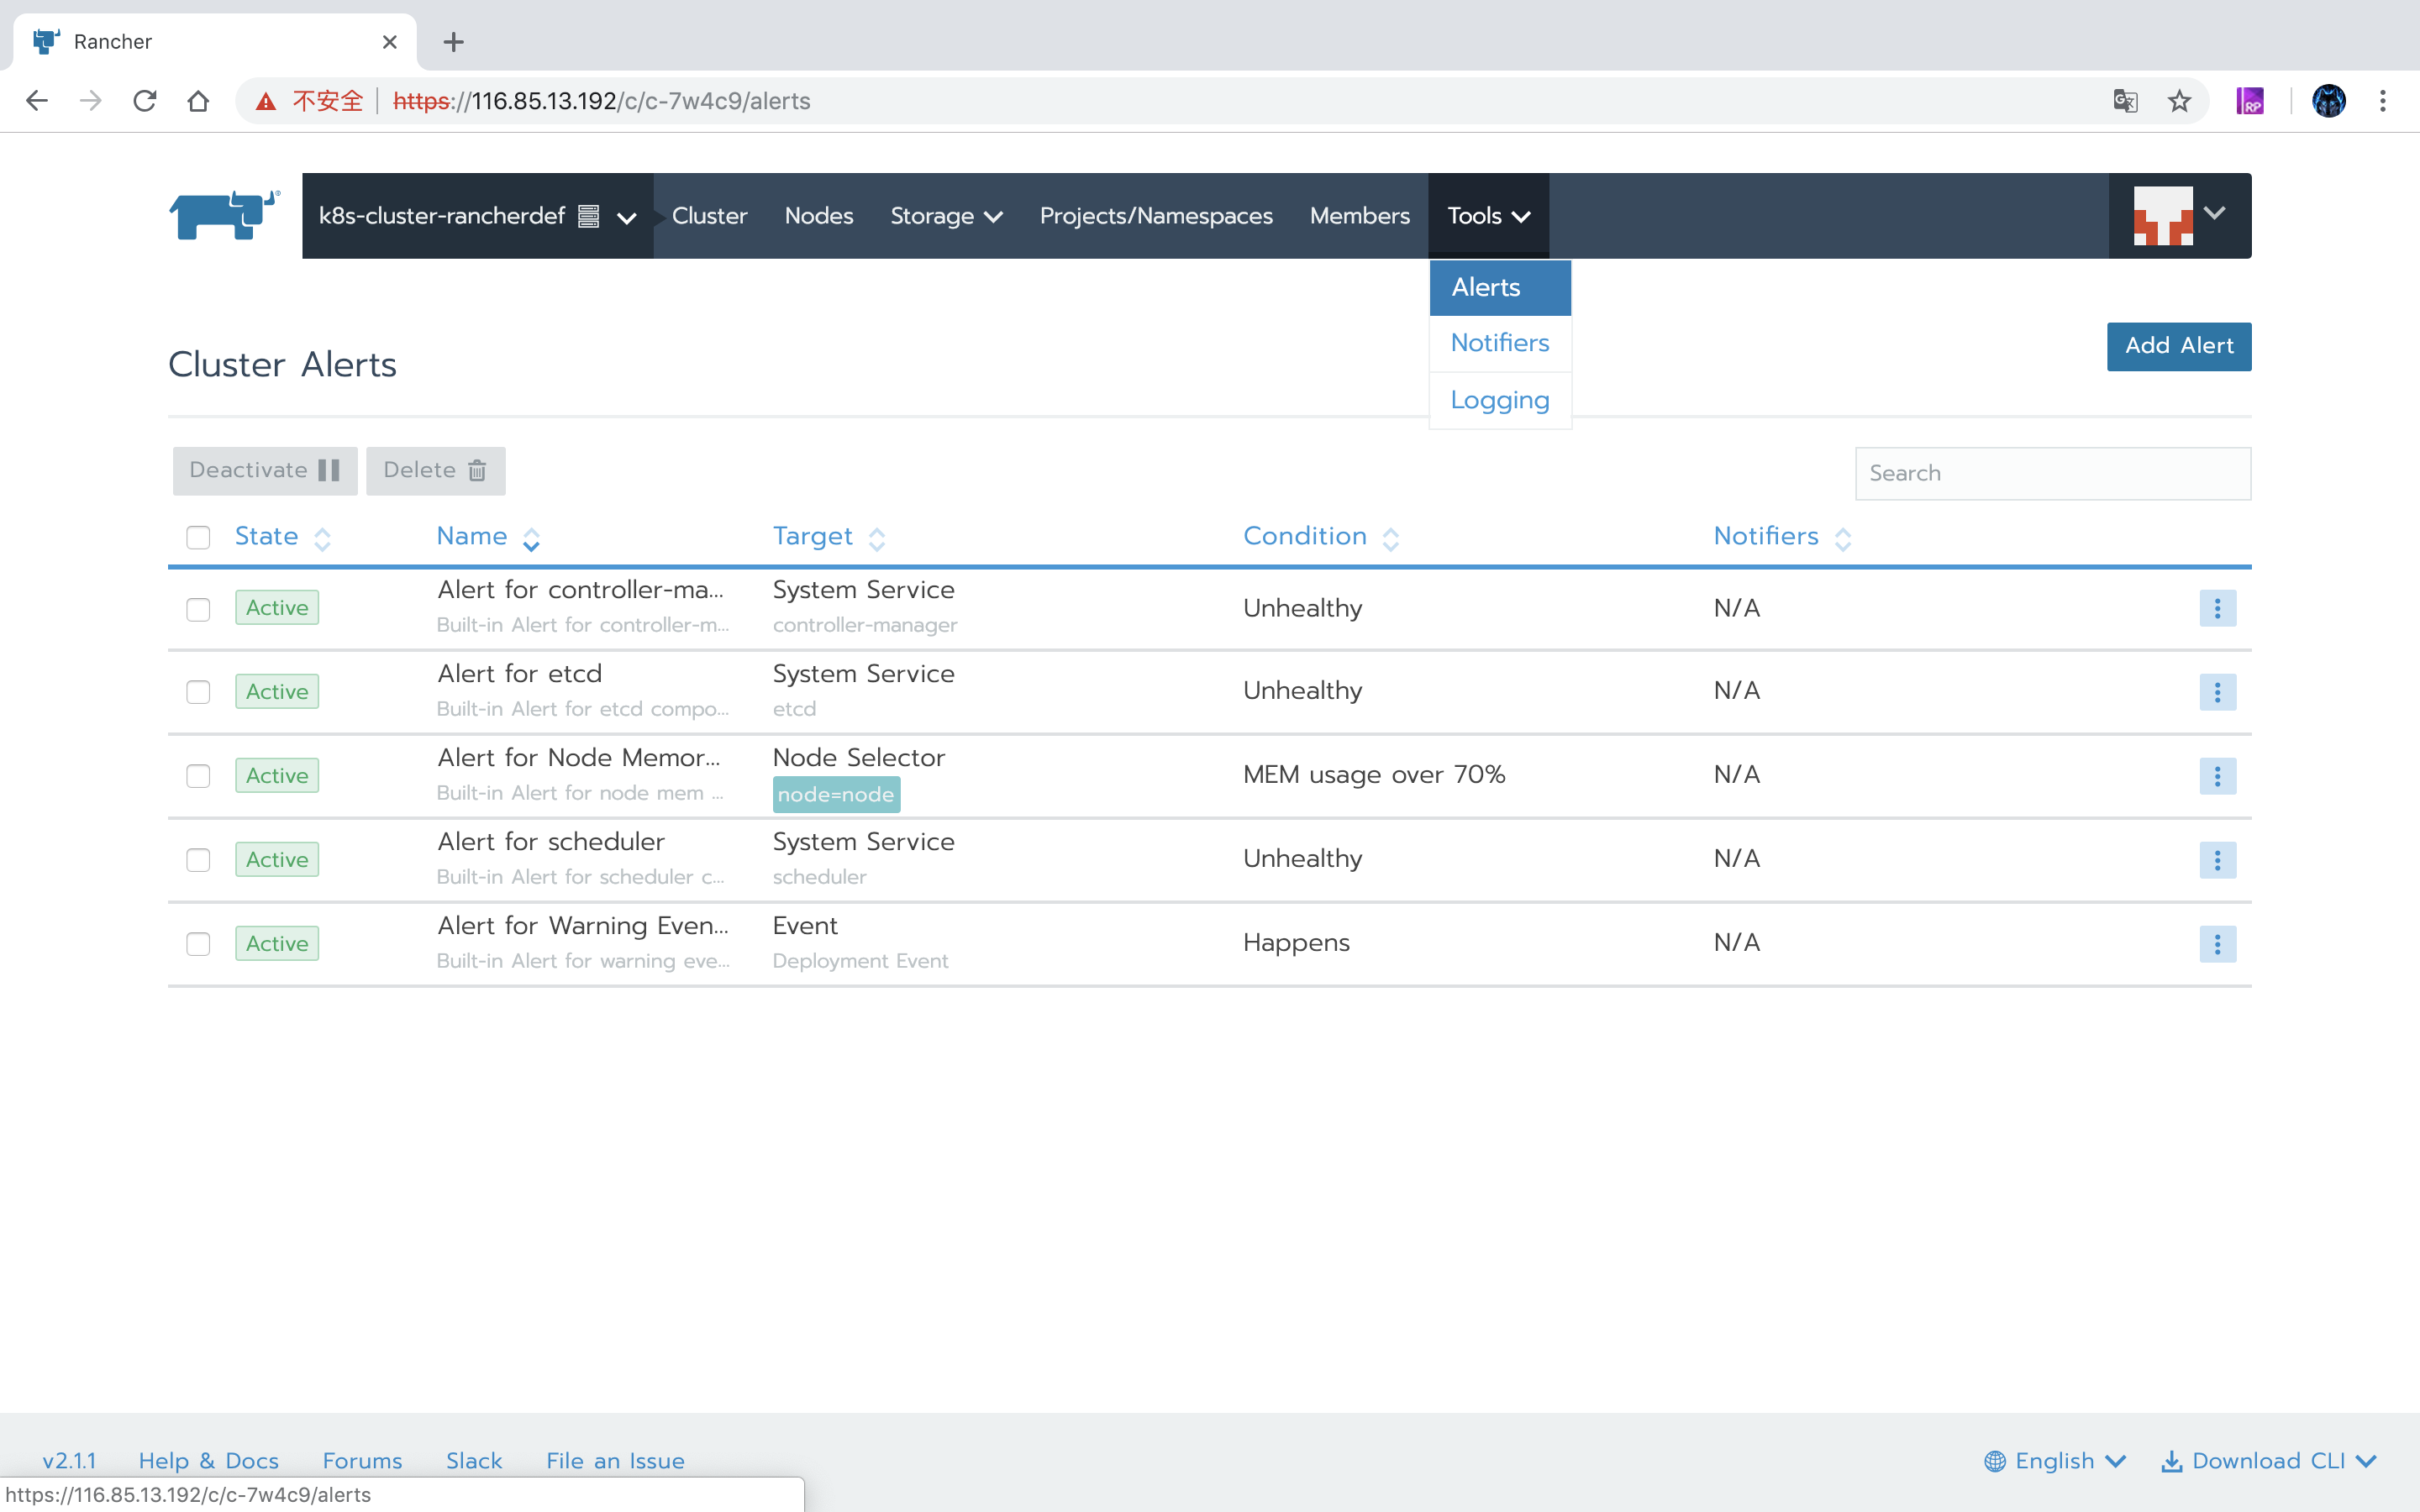 Rancher
不安全 https://116.85.13.192/c/c-7w4c9/alerts
RP
k8s-cluster-rancherdef Cluster Nodes Storage Projects/Namespaces Members Tools
Alerts
Notifiers
Logging
Cluster Alerts
Add Alert
Deactivate Delete
Search
State Name Target Condition Notifiers
Active Alert for controller-ma... System Service Unhealthy N/A
Built-in Alert for controller-m... controller-manager
Active Alert for etcd System Service Unhealthy N/A
Built-in Alert for etcd compo... etcd
Active Alert for Node Memor... Node Selector MEM usage over 70% N/A
Built-in Alert for node mem ... node=node
Active Alert for scheduler System Service Unhealthy N/A
Built-in Alert for scheduler c... scheduler
Active Alert for Warning Even... Event Happens N/A
Built-in Alert for warning eve... Deployment Event
v2.1.1 Help & Docs Forums Slack File an Issue English Download CLI
https://116.85.13.192/c/c-7w4c9/alerts